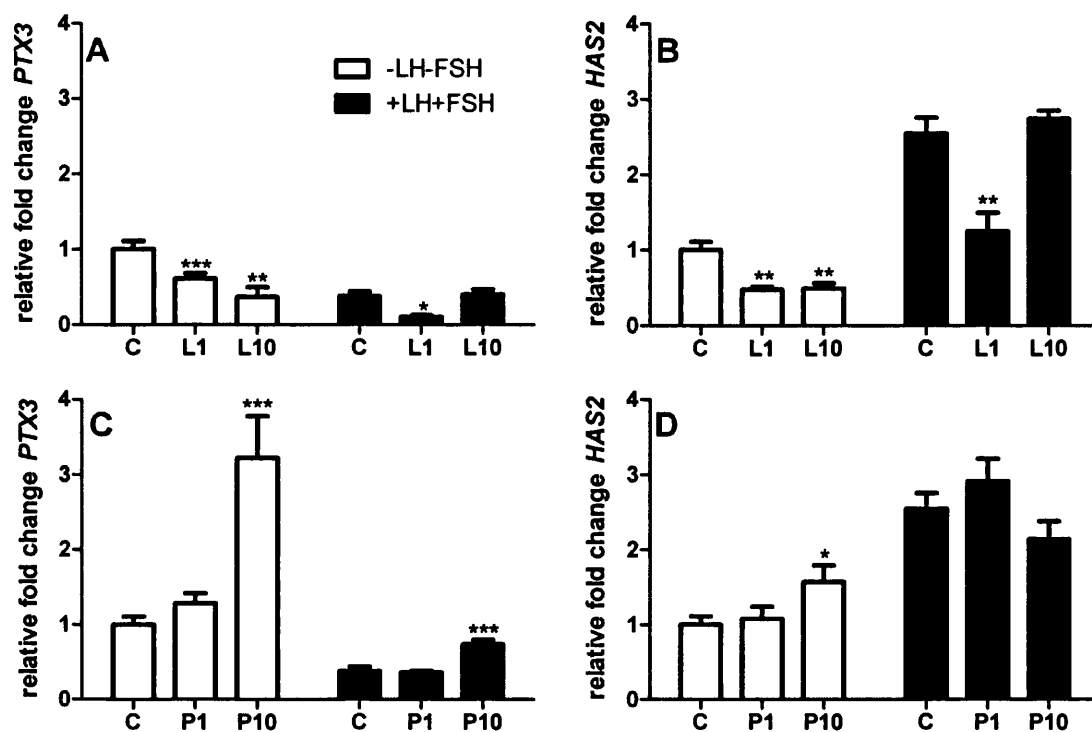 A
relative fold change PTX3
4
3
2
1
0
-LH-FSH
+LH+FSH
***
**
*
C L1 L10 C L1 L10
B
relative fold change HAS2
4
3
2
1
0
**
**
**
C L1 L10 C L1 L10
C
relative fold change PTX3
4
3
2
1
0
***
***
C P1 P10 C P1 P10
D
relative fold change HAS2
4
3
2
1
0
*
C P1 P10 C P1 P10